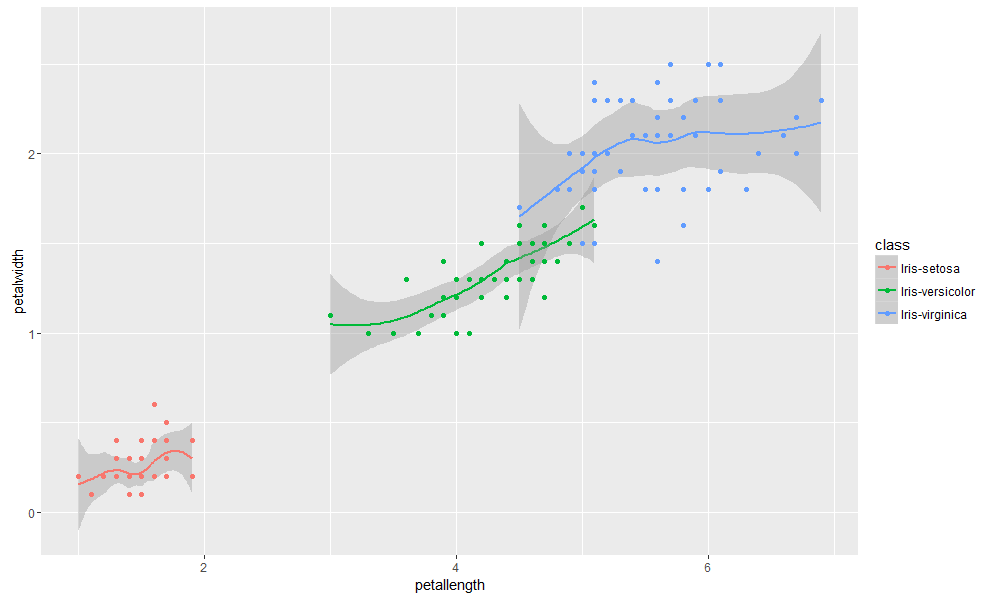 petalwidth
2
1
0
2
4
6
petallength
class
Iris-setosa
Iris-versicolor
Iris-virginica